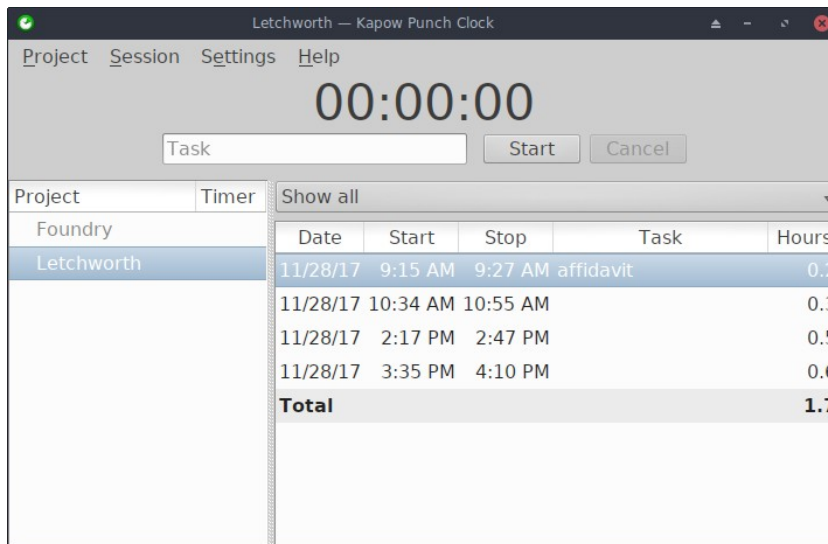 Letchworth — Kapow Punch Clock
Project Session Settings Help
00:00:00
Task Start Cancel
Project Timer
Foundry
Letchworth
Show all
Date Start Stop Task Hours
11/28/17 9:15 AM 9:27 AM affidavit
11/28/17 10:34 AM 10:55 AM
11/28/17 2:17 PM 2:47 PM
11/28/17 3:35 PM 4:10 PM
Total